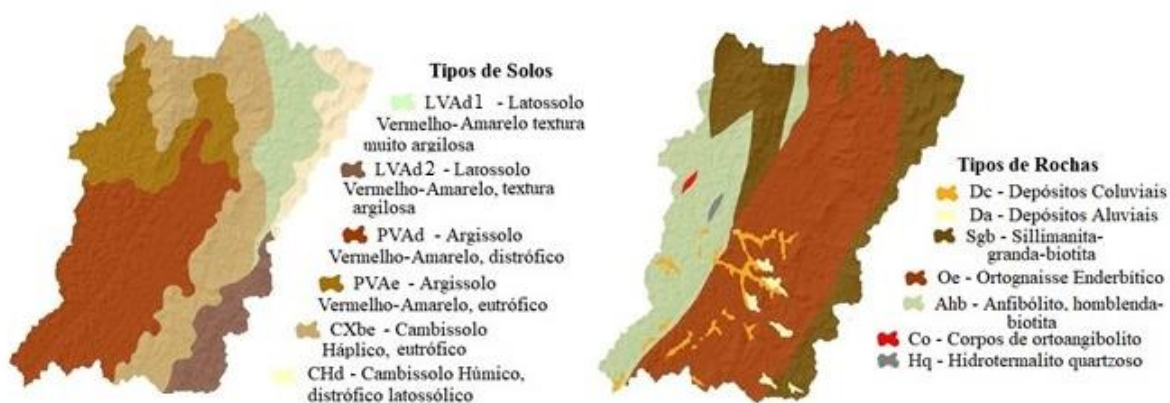 Tipos de Solos
LVAd1 - Latossolo
Vermelho-Amarelo textura
muito argilosa
LVAd2 - Latossolo
Vermelho-Amarelo, textura
argilosa
PVAd - Argissolo
Vermelho-Amarelo, distrófico
PVAe - Argissolo
Vermelho-Amarelo, eutrófico
CXbe - Cambissolo
Háplico, eutrófico
CHd - Cambissolo Húmico,
distrófico latossólico
Tipos de Rochas
Dc - Depósitos Coluviais
Da - Depósitos Aluviais
Sgb - Sillimanita-
granda-biotita
Oe - Ortognaisse Enderbítico
Ahb - Anfibólito, homblenda-
biotita
Co - Corpos de ortoangibolito
Hq - Hidrotermalito quartzoso